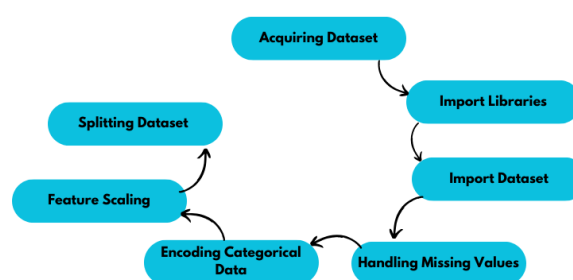 Acquiring Dataset
Import Libraries
Import Dataset
Handling Missing Values
Encoding Categorical
Data
Feature Scaling
Splitting Dataset